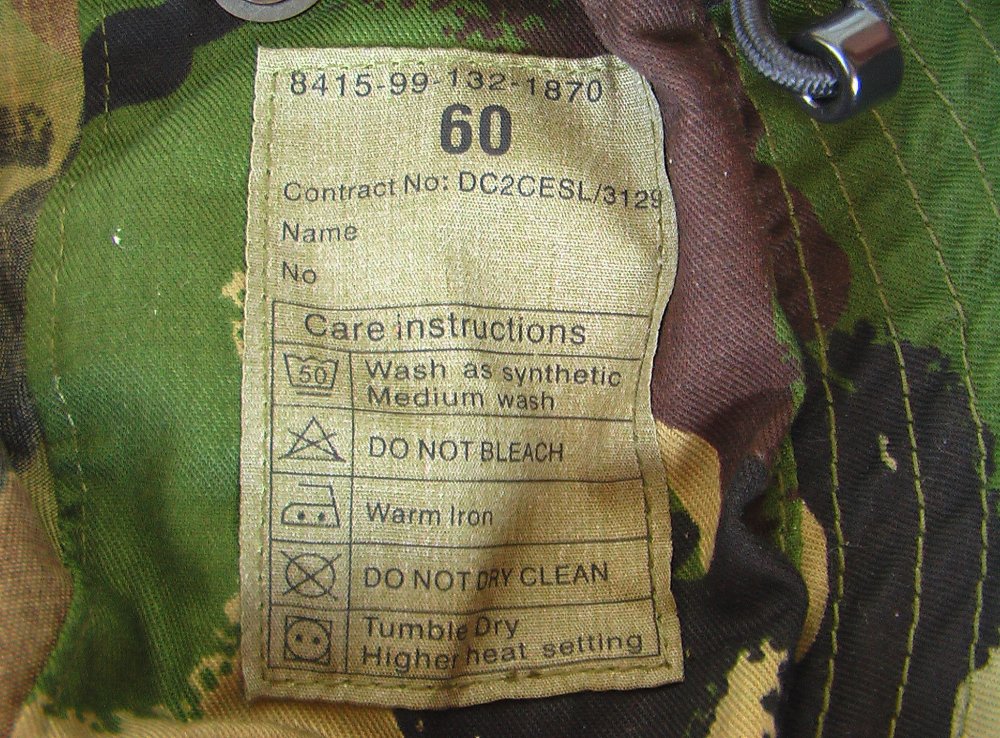 8415-99-132-1870
60
Contract No: DC2CESL/3129
Name
No
Care instructions
50
Wash as synthetic
Medium wash
DO NOT BLEACH
Warm Iron
DO NOT DRY CLEAN
Tumble Dry
Higher heat setting